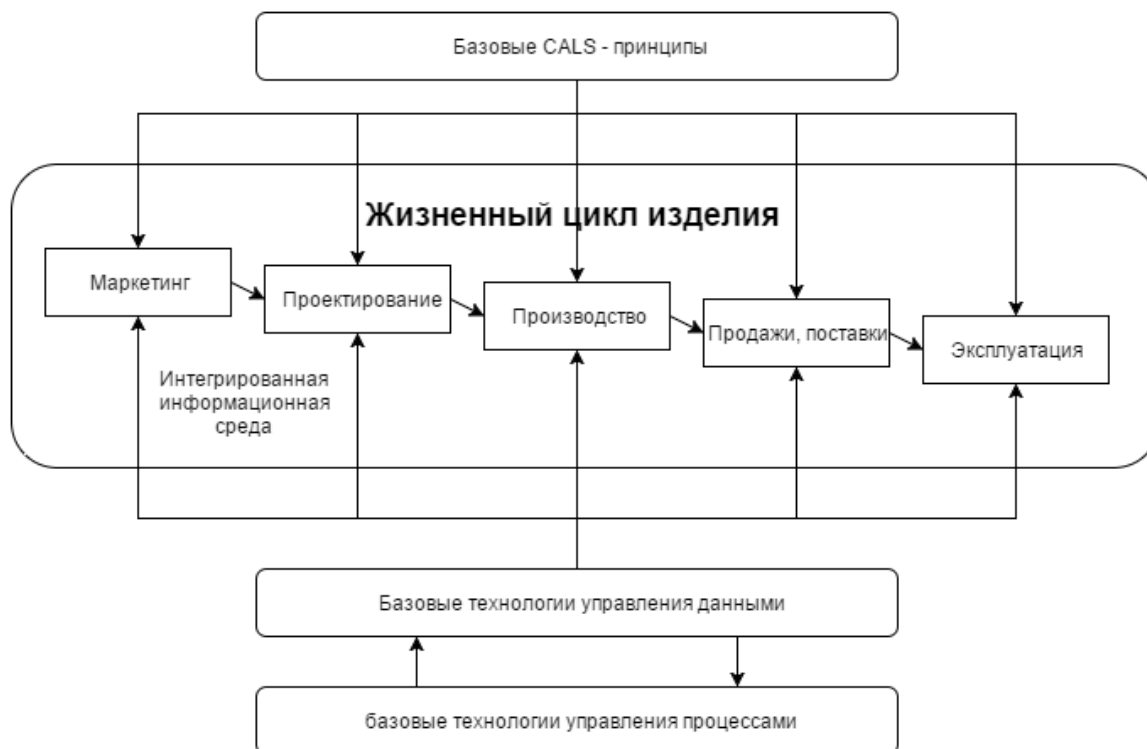 Базовые CALS - принципы
Жизненный цикл изделия
Маркетинг
Проектирование
Производство
Продажи, поставки
Эксплуатация
Интегрированная
информационная
среда
Базовые технологии управления данными
базовые технологии управления процессами